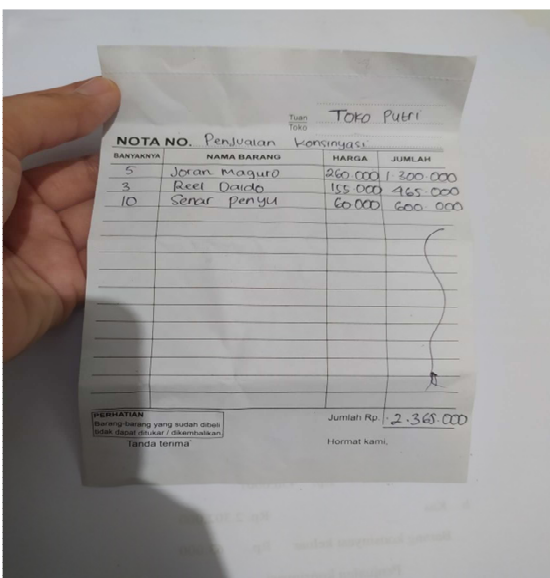 Tuan
Toko
Toko Putri
NOTA NO. Penjualan Konsinyasi
BANYAKNYA NAMA BARANG HARGA JUMLAH
5 Joran Maguro 260.000 1.300.000
3 Reel Daido 155.000 465.000
10 Senar Penyu 60.000 600.000
Jumlah Rp. 2.365.000
PERHATIAN
Barang-barang yang sudah dibeli
tidak dapat ditukar / dikembalikan
Tanda terima Hormat kami,